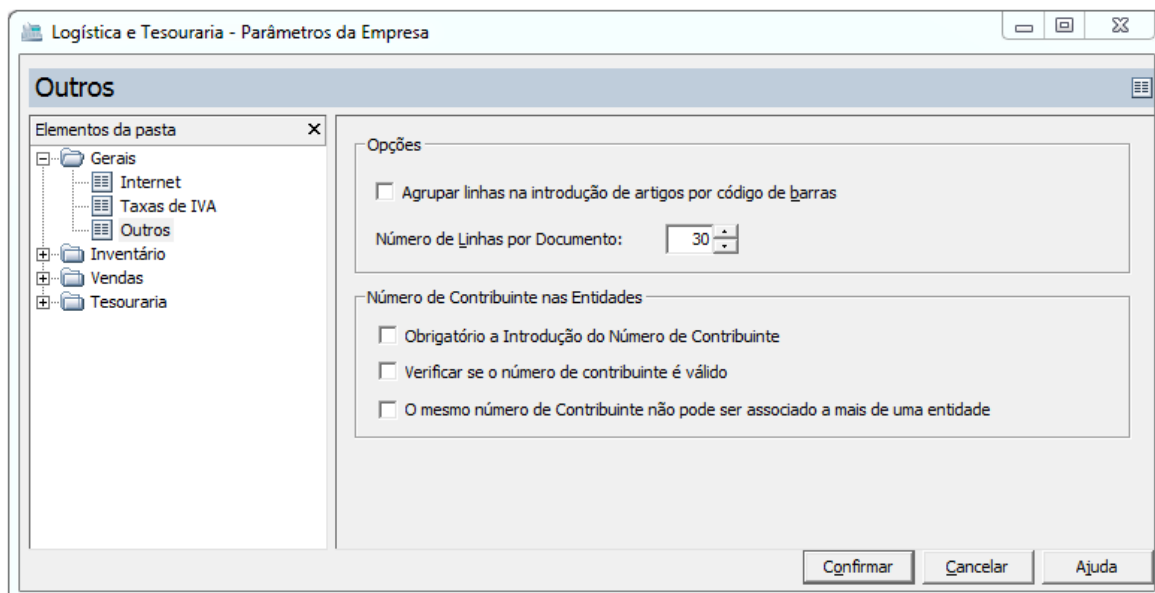 Logística e Tesouraria - Parâmetros da Empresa
Outros
Elementos da pasta
Gerais
Internet
Taxas de IVA
Outros
Inventário
Vendas
Tesouraria
Opções
Agrupar linhas na introdução de artigos por código de barras
Número de Linhas por Documento: 30
Número de Contribuinte nas Entidades
Obrigatório a Introdução do Número de Contribuinte
Verificar se o número de contribuinte é válido
O mesmo número de Contribuinte não pode ser associado a mais de uma entidade
Confirmar Cancelar Ajuda